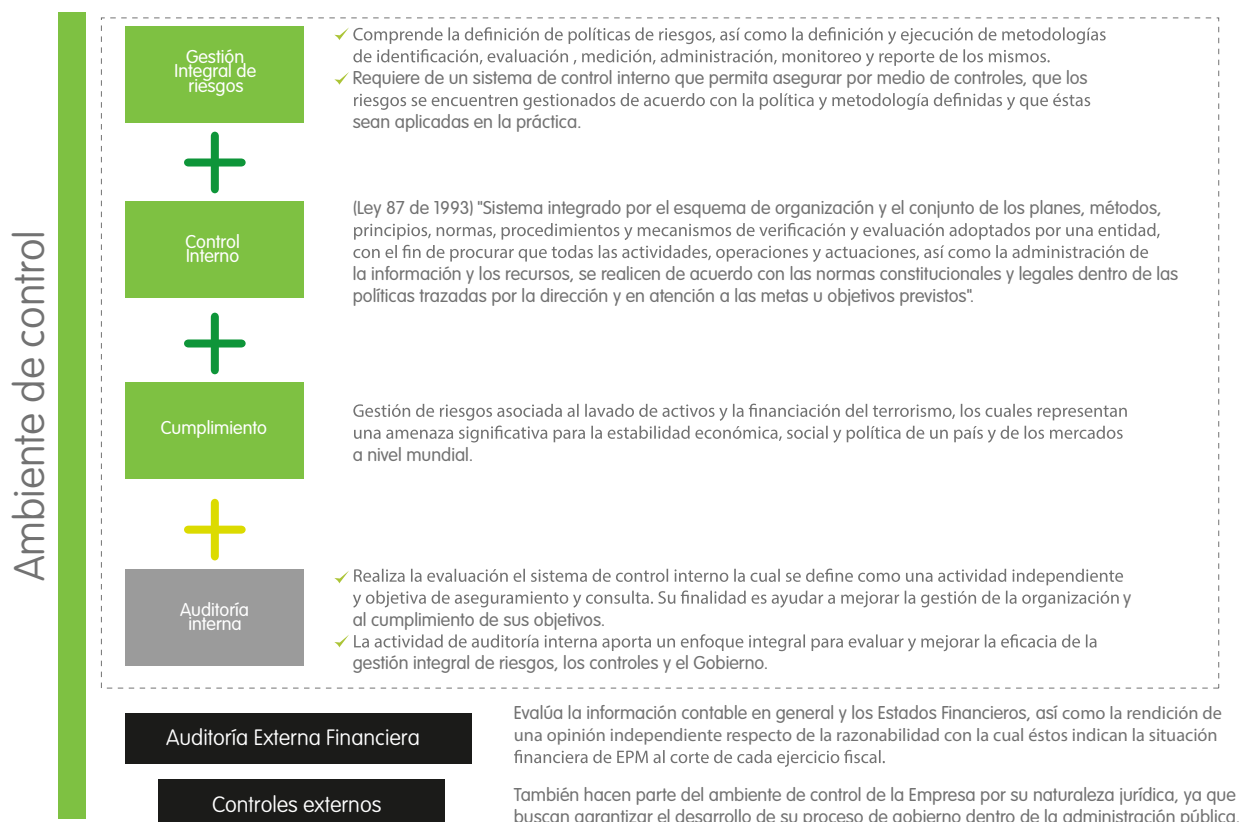 Ambiente de control
Gestión
Integral de
riesgos
Comprende la definición de políticas de riesgos, así como la definición y ejecución de metodologías
de identificación, evaluación , medición, administración, monitoreo y reporte de los mismos.
Requiere de un sistema de control interno que permita asegurar por medio de controles, que los
riesgos se encuentren gestionados de acuerdo con la política y metodología definidas y que éstas
sean aplicadas en la práctica.
Control
Interno
(Ley 87 de 1993) "Sistema integrado por el esquema de organización y el conjunto de los planes, métodos,
principios, normas, procedimientos y mecanismos de verificación y evaluación adoptados por una entidad,
con el fin de procurar que todas las actividades, operaciones y actuaciones, así como la administración de
la información y los recursos, se realicen de acuerdo con las normas constitucionales y legales dentro de las
políticas trazadas por la dirección y en atención a las metas u objetivos previstos".
Cumplimiento
Gestión de riesgos asociada al lavado de activos y la financiación del terrorismo, los cuales representan
una amenaza significativa para la estabilidad económica, social y política de un país y de los mercados
a nivel mundial.
Auditoría
interna
Realiza la evaluación el sistema de control interno la cual se define como una actividad independiente
y objetiva de aseguramiento y consulta. Su finalidad es ayudar a mejorar la gestión de la organización y
al cumplimiento de sus objetivos.
La actividad de auditoría interna aporta un enfoque integral para evaluar y mejorar la eficacia de la
gestión integral de riesgos, los controles y el Gobierno.
Auditoría Externa Financiera
Evalúa la información contable en general y los Estados Financieros, así como la rendición de
una opinión independiente respecto de la razonabilidad con la cual éstos indican la situación
financiera de EPM al corte de cada ejercicio fiscal.
Controles externos
También hacen parte del ambiente de control de la Empresa por su naturaleza jurídica, ya que
buscan garantizar el desarrollo de su proceso de gobierno dentro de la administración pública.